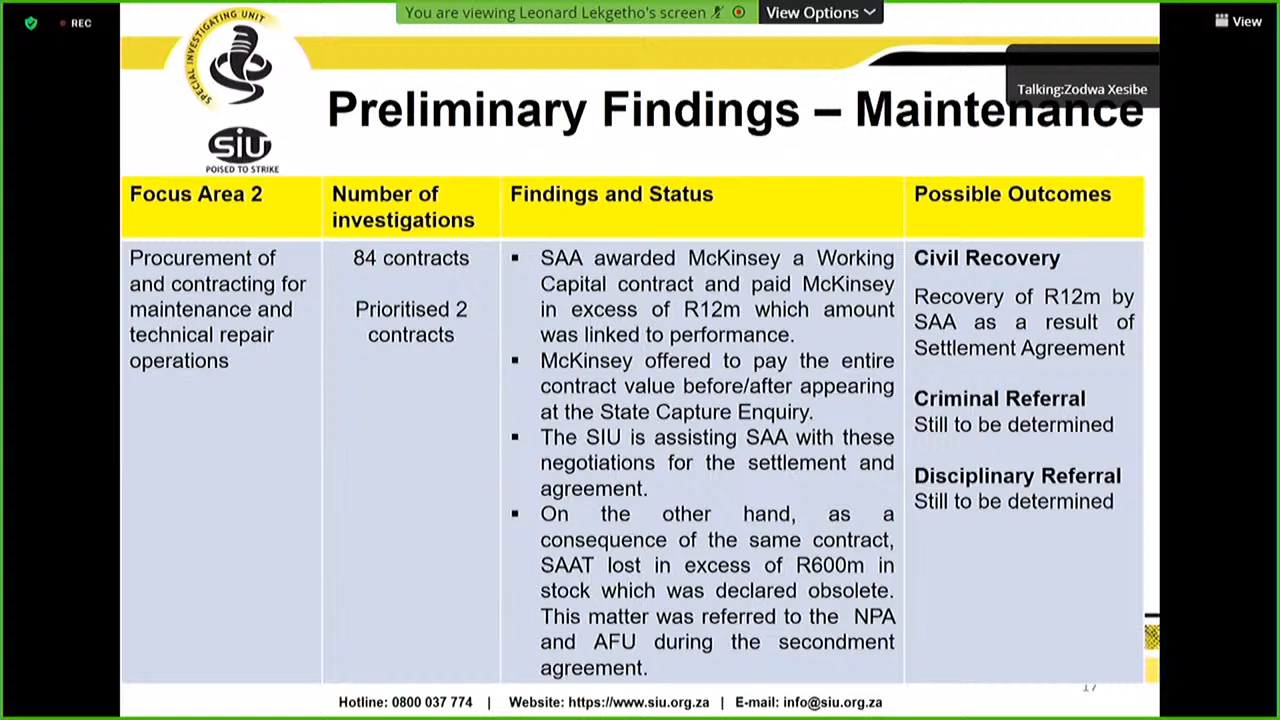 REC
You are viewing Leonard Lekgetho's screen
View Options
View
SPECIAL INVESTIGATING UNIT
Talking:Zodwa Xesibe
SIU
POISED TO STRIKE
Preliminary Findings – Maintenance
Focus Area 2
Number of
investigations
Findings and Status
Possible Outcomes
Procurement of
and contracting for
maintenance and
technical repair
operations
84 contracts
Prioritised 2
contracts
▪ SAA awarded McKinsey a Working
Capital contract and paid McKinsey
in excess of R12m which amount
was linked to performance.
▪ McKinsey offered to pay the entire
contract value before/after appearing
at the State Capture Enquiry.
▪ The SIU is assisting SAA with these
negotiations for the settlement and
agreement.
▪ On the other hand, as a
consequence of the same contract,
SAAT lost in excess of R600m in
stock which was declared obsolete.
This matter was referred to the NPA
and AFU during the secondment
agreement.
Civil Recovery
Recovery of R12m by
SAA as a result of
Settlement Agreement
Criminal Referral
Still to be determined
Disciplinary Referral
Still to be determined
17
Hotline: 0800 037 774 | Website: https://www.siu.org.za | E-mail: info@siu.org.za